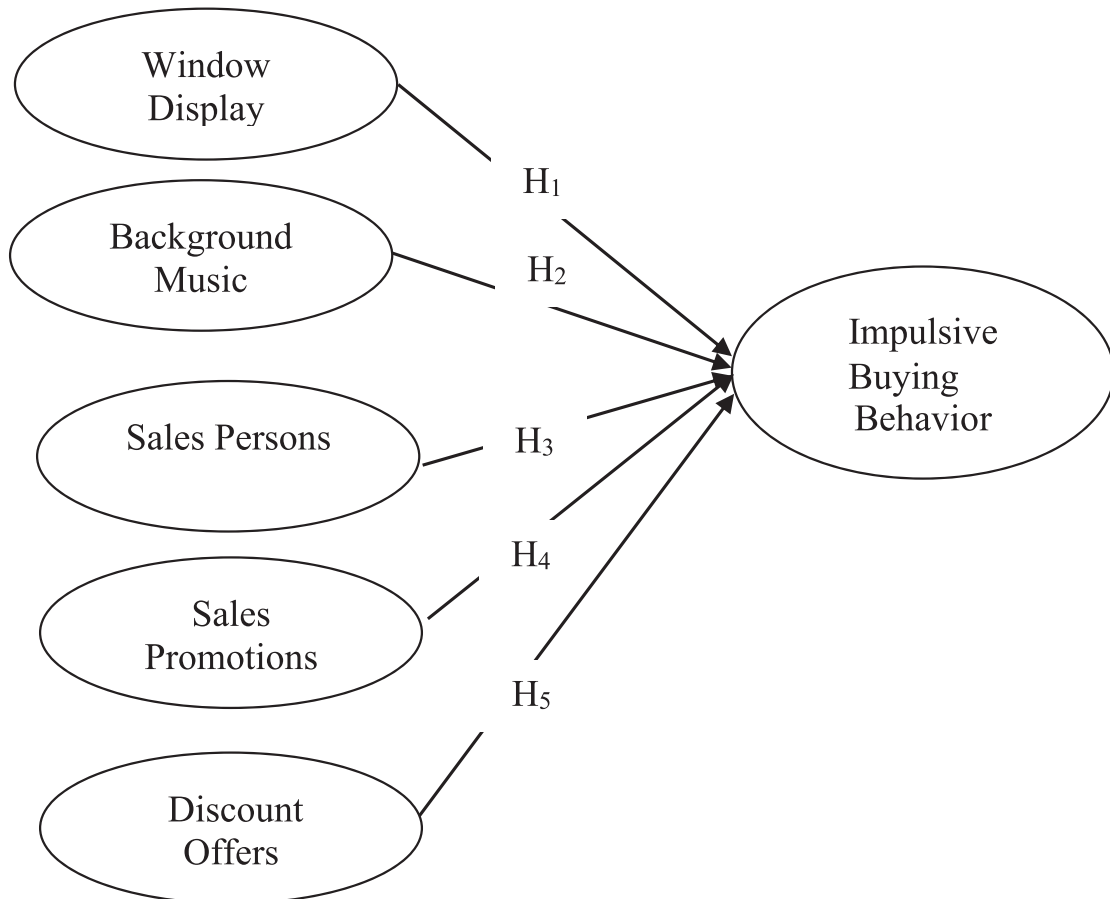 Window
Display
H₁
Background
Music
H₂
Impulsive
Buying
Behavior
Sales Persons
H₃
Sales
Promotions
H₄
Discount
Offers
H₅